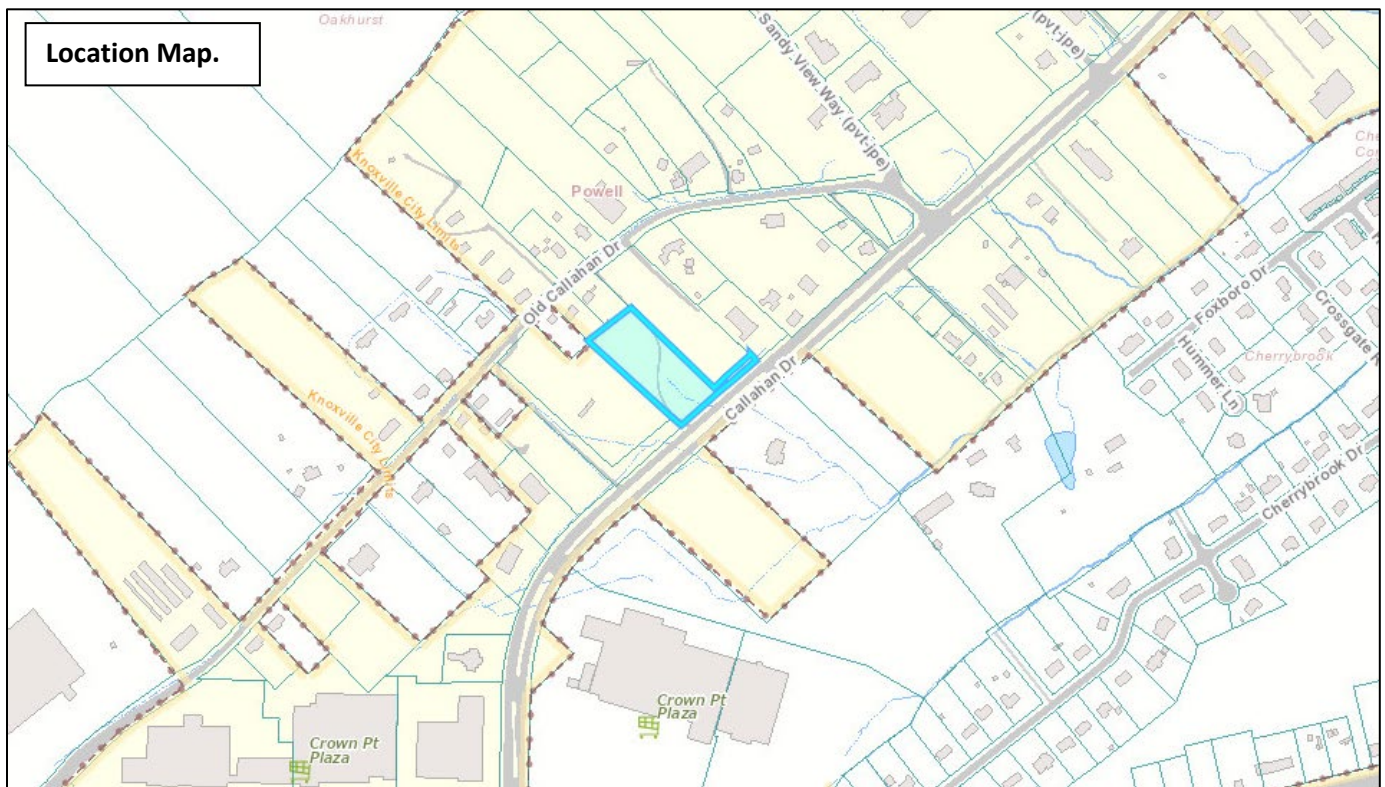 Location Map.
Oakhurst
Sandy View Way (pvt-jpe)
(pvt-jpe)
Knoxville City Limits
Powell
Old Callahan Dr
Callahan Dr
Foxboro Dr
Crossgate
Hummer Ln
Cherrybrook
Knoxville City Limits
Cherrybrook Dr
Crown Pt
Plaza
Crown Pt
Plaza